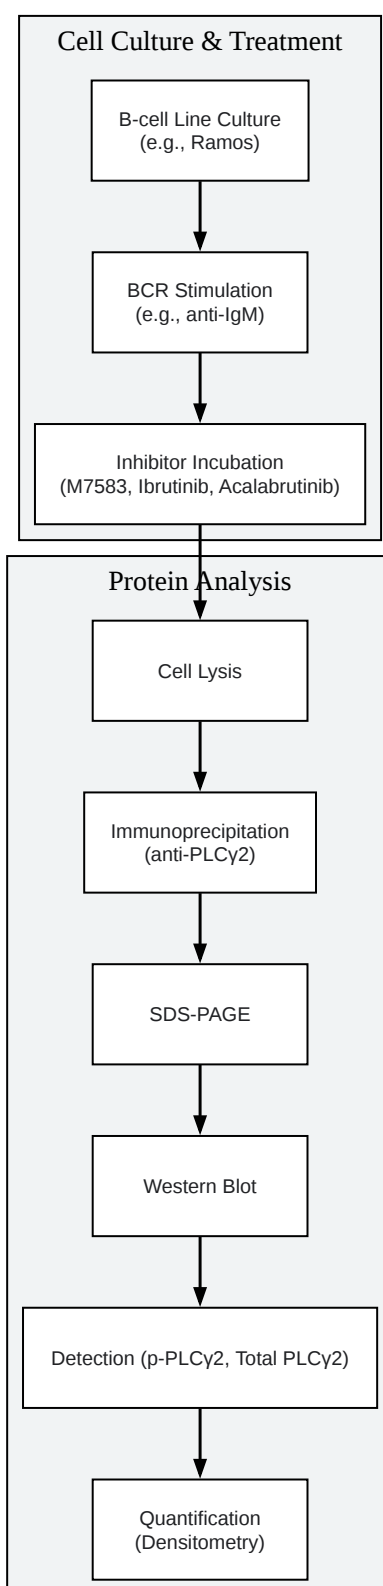 Cell Culture & Treatment
B-cell Line Culture
(e.g., Ramos)
BCR Stimulation
(e.g., anti-IgM)
Inhibitor Incubation
(M7583, Ibrutinib, Acalabrutinib)
Protein Analysis
Cell Lysis
Immunoprecipitation
(anti-PLCγ2)
SDS-PAGE
Western Blot
Detection (p-PLCγ2, Total PLCγ2)
Quantification
(Densitometry)